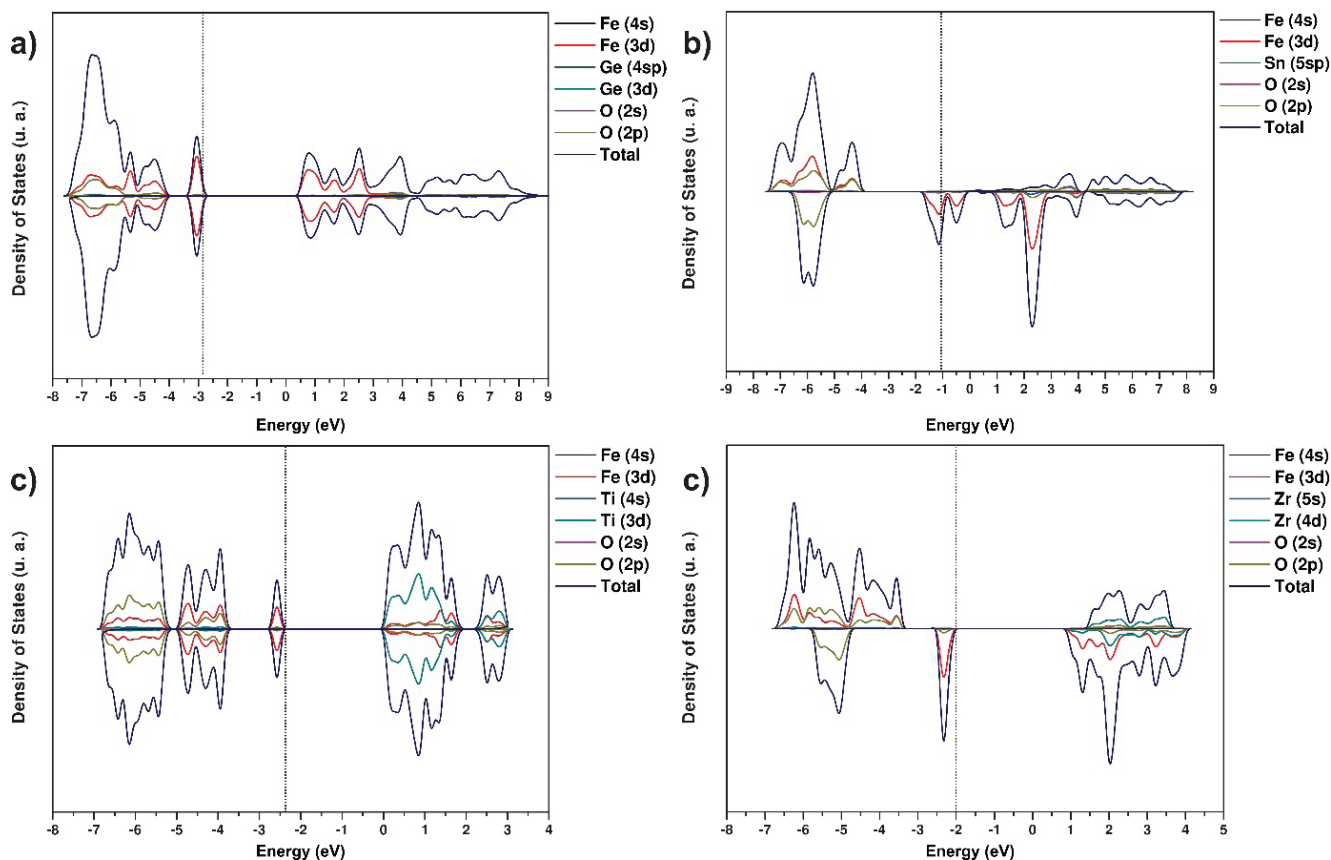 a)
Density of States (u. a.)
Fe (4s)
Fe (3d)
Ge (4sp)
Ge (3d)
O (2s)
O (2p)
Total
-8 -7 -6 -5 -4 -3 -2 -1 0 1 2 3 4 5 6 7 8 9
Energy (eV)
b)
Density of States (u. a.)
Fe (4s)
Fe (3d)
Sn (5sp)
O (2s)
O (2p)
Total
-9 -8 -7 -6 -5 -4 -3 -2 -1 0 1 2 3 4 5 6 7 8 9
Energy (eV)
c)
Density of States (u. a.)
Fe (4s)
Fe (3d)
Ti (4s)
Ti (3d)
O (2s)
O (2p)
Total
-8 -7 -6 -5 -4 -3 -2 -1 0 1 2 3 4
Energy (eV)
c)
Density of States (u. a.)
Fe (4s)
Fe (3d)
Zr (5s)
Zr (4d)
O (2s)
O (2p)
Total
-8 -7 -6 -5 -4 -3 -2 -1 0 1 2 3 4 5
Energy (eV)